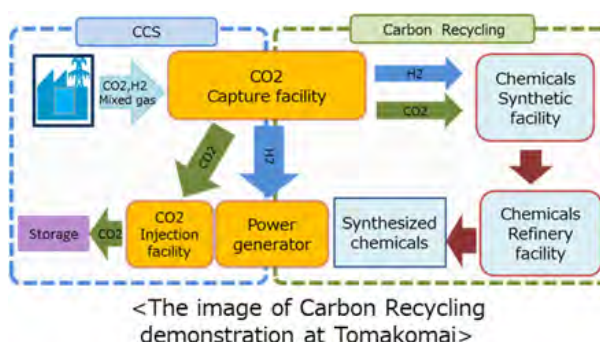 CCS
Carbon Recycling
CO2,H2
Mixed gas
CO2
Capture facility
H2
CO2
Chemicals
Synthetic
facility
CO2
H2
Storage
CO2
CO2
Injection
facility
Power
generator
Synthesized
chemicals
Chemicals
Refinery
facility
<The image of Carbon Recycling
demonstration at Tomakomai>